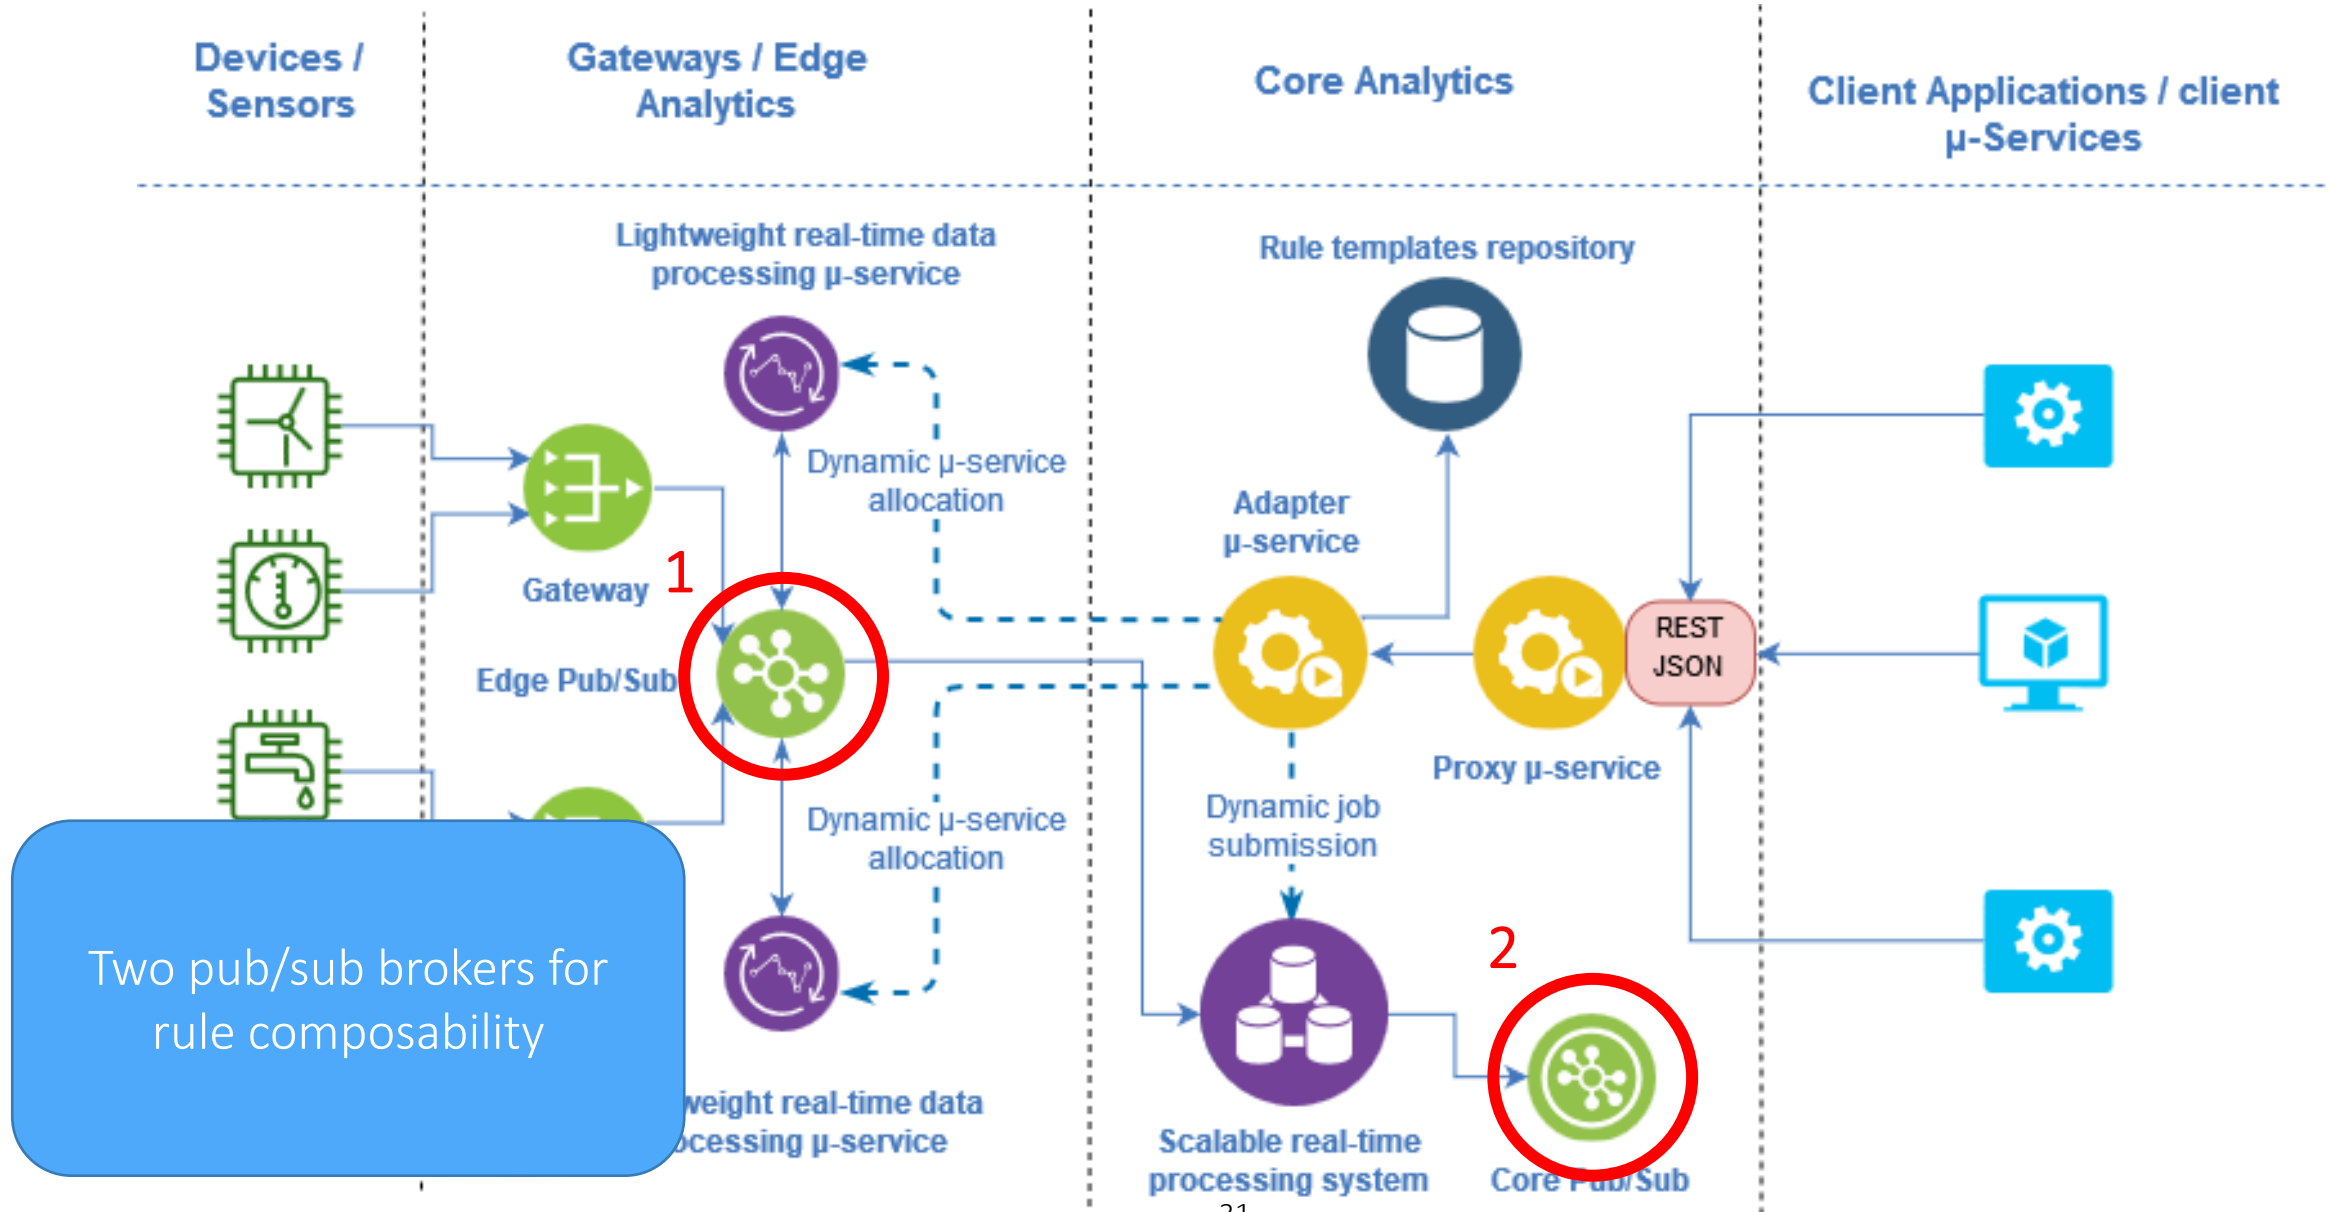 Devices /
Sensors
Gateways / Edge
Analytics
Core Analytics
Client Applications / client
µ-Services
Lightweight real-time data
processing µ-service
Rule templates repository
Dynamic µ-service
allocation
Adapter
µ-service
Gateway
1
Edge Pub/Sub
REST
JSON
Proxy µ-service
Dynamic µ-service
allocation
Dynamic job
submission
Two pub/sub brokers for
rule composability
2
weight real-time data
ocessing µ-service
Scalable real-time
processing system
Core Pub/Sub